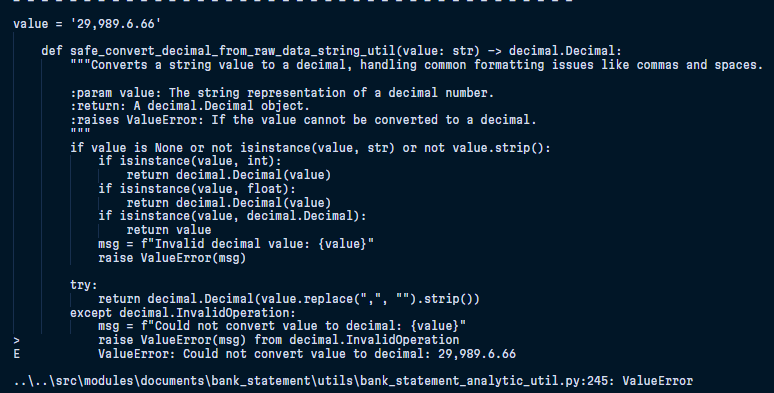 value = '29,989.6.66'
def safe_convert_decimal_from_raw_data_string_util(value: str) -> decimal.Decimal:
"""Converts a string value to a decimal, handling common formatting issues like commas and spaces.
:param value: The string representation of a decimal number.
:return: A decimal.Decimal object.
:raises ValueError: If the value cannot be converted to a decimal.
"""
if value is None or not isinstance(value, str) or not value.strip():
if isinstance(value, int):
return decimal.Decimal(value)
if isinstance(value, float):
return decimal.Decimal(value)
if isinstance(value, decimal.Decimal):
return value
msg = f"Invalid decimal value: {value}"
raise ValueError(msg)
try:
return decimal.Decimal(value.replace(",", "").strip())
except decimal.InvalidOperation:
msg = f"Could not convert value to decimal: {value}"
> raise ValueError(msg) from decimal.InvalidOperation
E ValueError: Could not convert value to decimal: 29,989.6.66
..\..\src\modules\documents\bank_statement\utils\bank_statement_analytic_util.py:245: ValueError